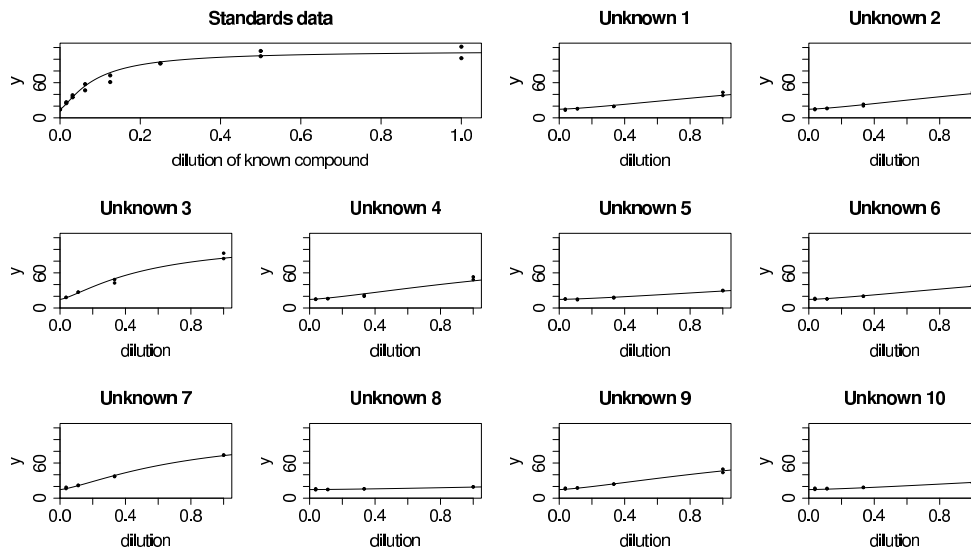 Standards data Unknown 1 Unknown 2
y 0 60 y 0 60 y 0 60
0.0 0.2 0.4 0.6 0.8 1.0 0.0 0.4 0.8 0.0 0.4 0.8
dilution of known compound dilution dilution
Unknown 3 Unknown 4 Unknown 5 Unknown 6
y 0 60 y 0 60 y 0 60 y 0 60
0.0 0.4 0.8 0.0 0.4 0.8 0.0 0.4 0.8 0.0 0.4 0.8
dilution dilution dilution dilution
Unknown 7 Unknown 8 Unknown 9 Unknown 10
y 0 60 y 0 60 y 0 60 y 0 60
0.0 0.4 0.8 0.0 0.4 0.8 0.0 0.4 0.8 0.0 0.4 0.8
dilution dilution dilution dilution